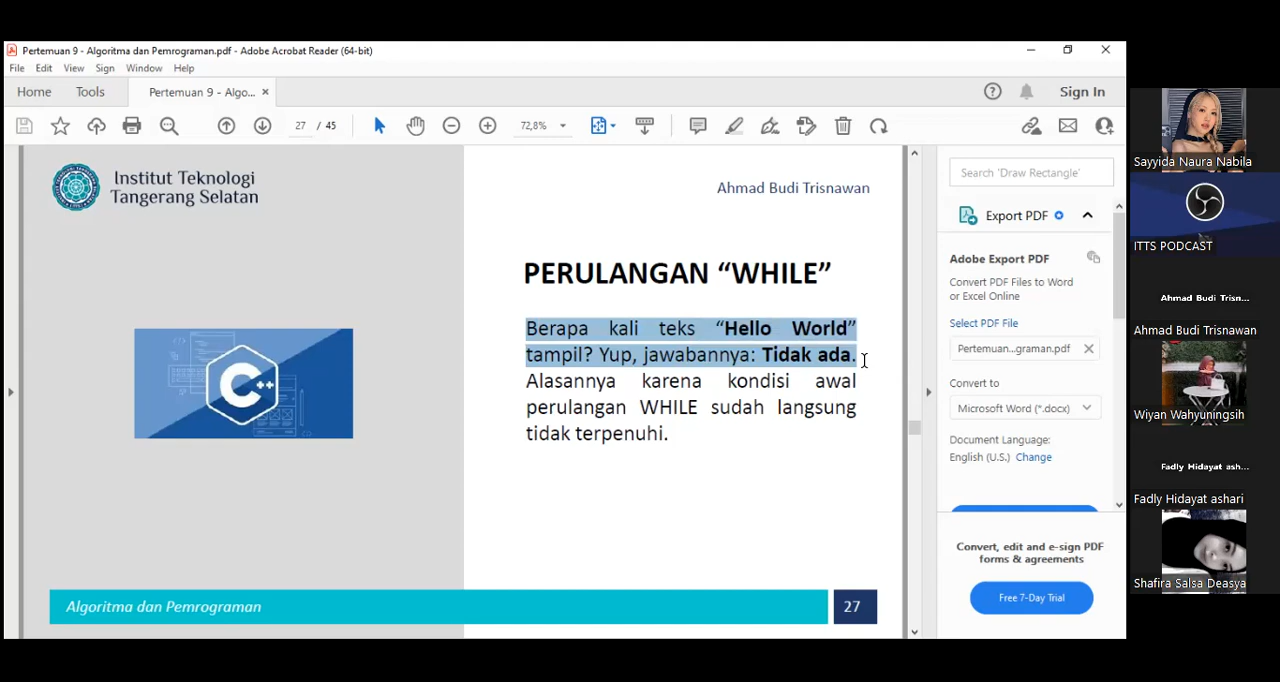 Pertemuan 9 - Algoritma dan Pemrograman.pdf - Adobe Acrobat Reader (64-bit)
File Edit View Sign Window Help
Home Tools Pertemuan 9 - Algo... × Sign In
27 / 45 72,8%
Institut Teknologi
Tangerang Selatan
Ahmad Budi Trisnawan
PERULANGAN “WHILE”
Berapa kali teks “Hello World”
tampil? Yup, jawabannya: Tidak ada.
Alasannya karena kondisi awal
perulangan WHILE sudah langsung
tidak terpenuhi.
C++
Algoritma dan Pemrograman
27
Search 'Draw Rectangle'
Export PDF
Adobe Export PDF
Convert PDF Files to Word
or Excel Online
Select PDF File
Pertemuan...graman.pdf
Convert to
Microsoft Word (*.docx)
Document Language:
English (U.S.) Change
Convert, edit and e-sign PDF
forms & agreements
Free 7-Day Trial
Sayyida Naura Nabila
ITTS PODCAST
Ahmad Budi Trisn...
Ahmad Budi Trisnawan
Wiyan Wahyuningsih
Fadly Hidayat ash...
Fadly Hidayat ashari
Shafira Salsa Deasya